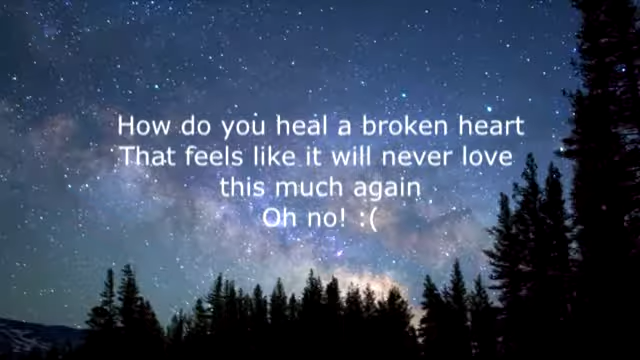 How do you heal a broken heart
That feels like it will never love
this much again
Oh no! :(